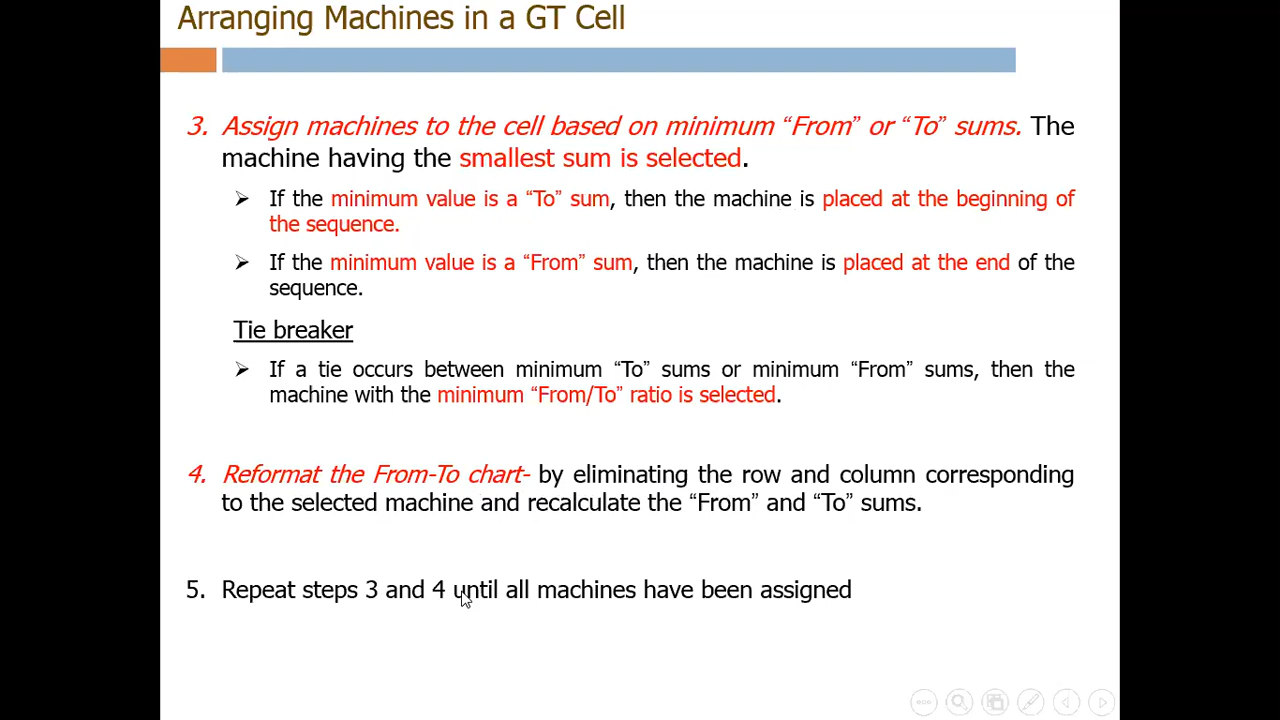 Arranging Machines in a GT Cell
3. Assign machines to the cell based on minimum “From” or “To” sums. The
machine having the smallest sum is selected.
➢ If the minimum value is a “To” sum, then the machine is placed at the beginning of
the sequence.
➢ If the minimum value is a “From” sum, then the machine is placed at the end of the
sequence.
Tie breaker
➢ If a tie occurs between minimum “To” sums or minimum “From” sums, then the
machine with the minimum “From/To” ratio is selected.
4. Reformat the From-To chart- by eliminating the row and column corresponding
to the selected machine and recalculate the “From” and “To” sums.
5. Repeat steps 3 and 4 until all machines have been assigned